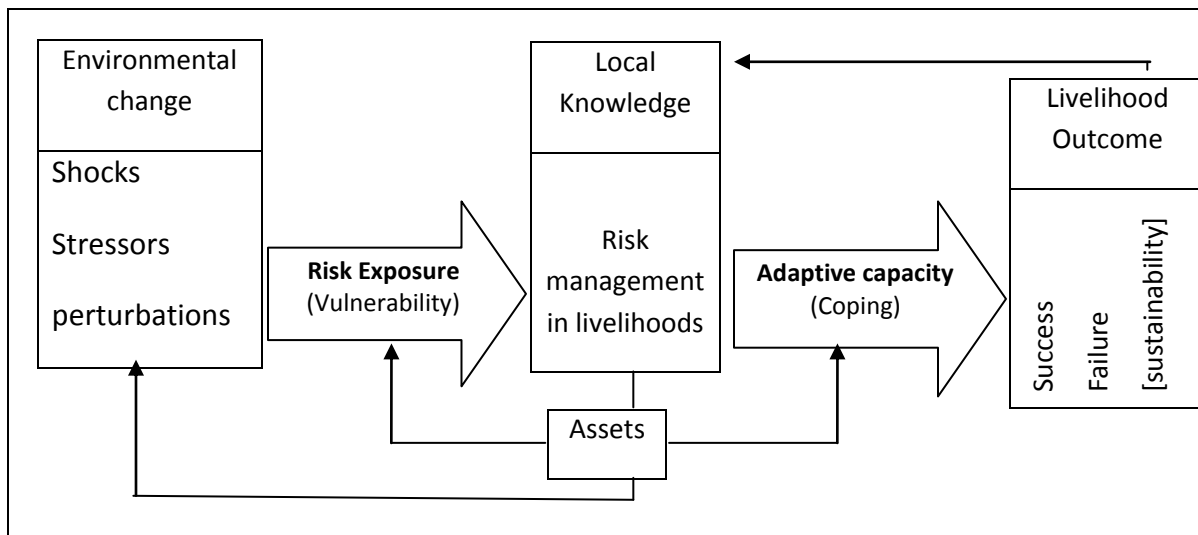 Environmental
change
Shocks
Stressors
perturbations
Risk Exposure
(Vulnerability)
Local
Knowledge
Risk
management
in livelihoods
Assets
Adaptive capacity
(Coping)
Livelihood
Outcome
Success
Failure
[sustainability]